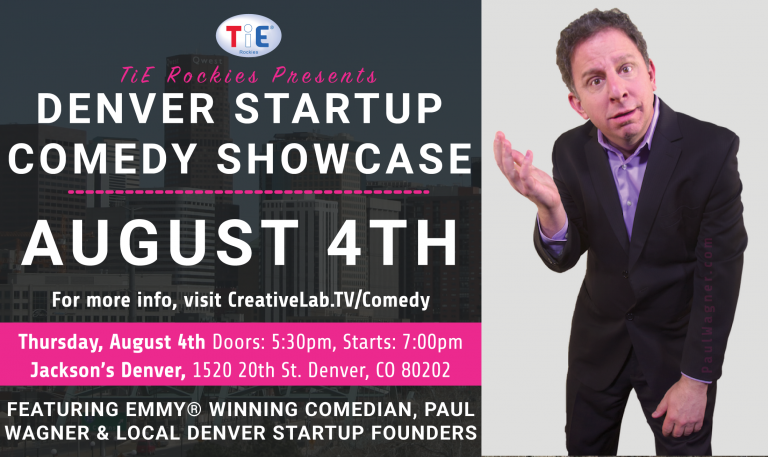 TiE®
Rockies
TiE Rockies Presents
DENVER STARTUP
COMEDY SHOWCASE
AUGUST 4TH
For more info, visit CreativeLab.TV/Comedy
Thursday, August 4th Doors: 5:30pm, Starts: 7:00pm
Jackson's Denver, 1520 20th St. Denver, CO 80202
FEATURING EMMY® WINNING COMEDIAN, PAUL
WAGNER & LOCAL DENVER STARTUP FOUNDERS
Qwest
PaulWagner.com